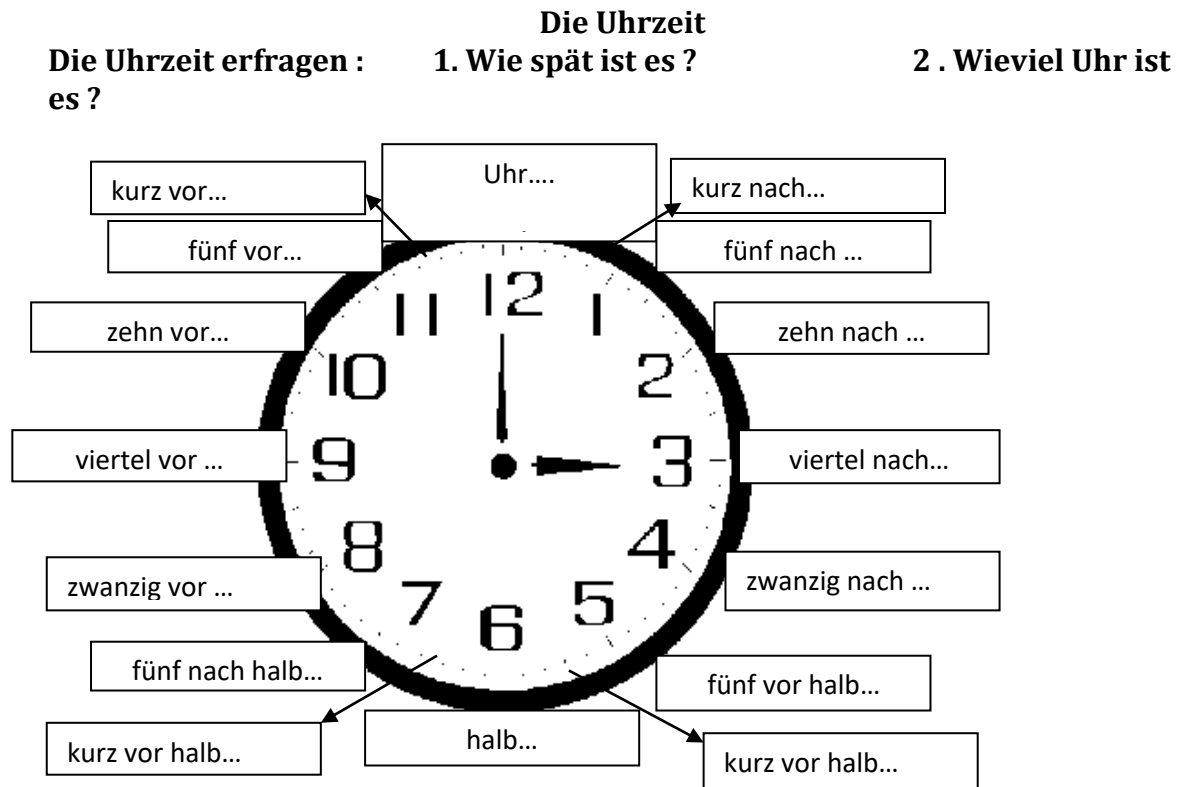 Die Uhrzeit
Die Uhrzeit erfragen : 1. Wie spät ist es ? 2 . Wieviel Uhr ist
es ?
Uhr....
kurz vor...
kurz nach...
fünf vor...
fünf nach ...
zehn vor...
zehn nach ...
viertel vor ...
viertel nach...
zwanzig vor ...
zwanzig nach ...
fünf nach halb...
fünf vor halb...
kurz vor halb...
halb...
kurz vor halb...
12
11
1
10
2
9
3
8
4
7
5
6